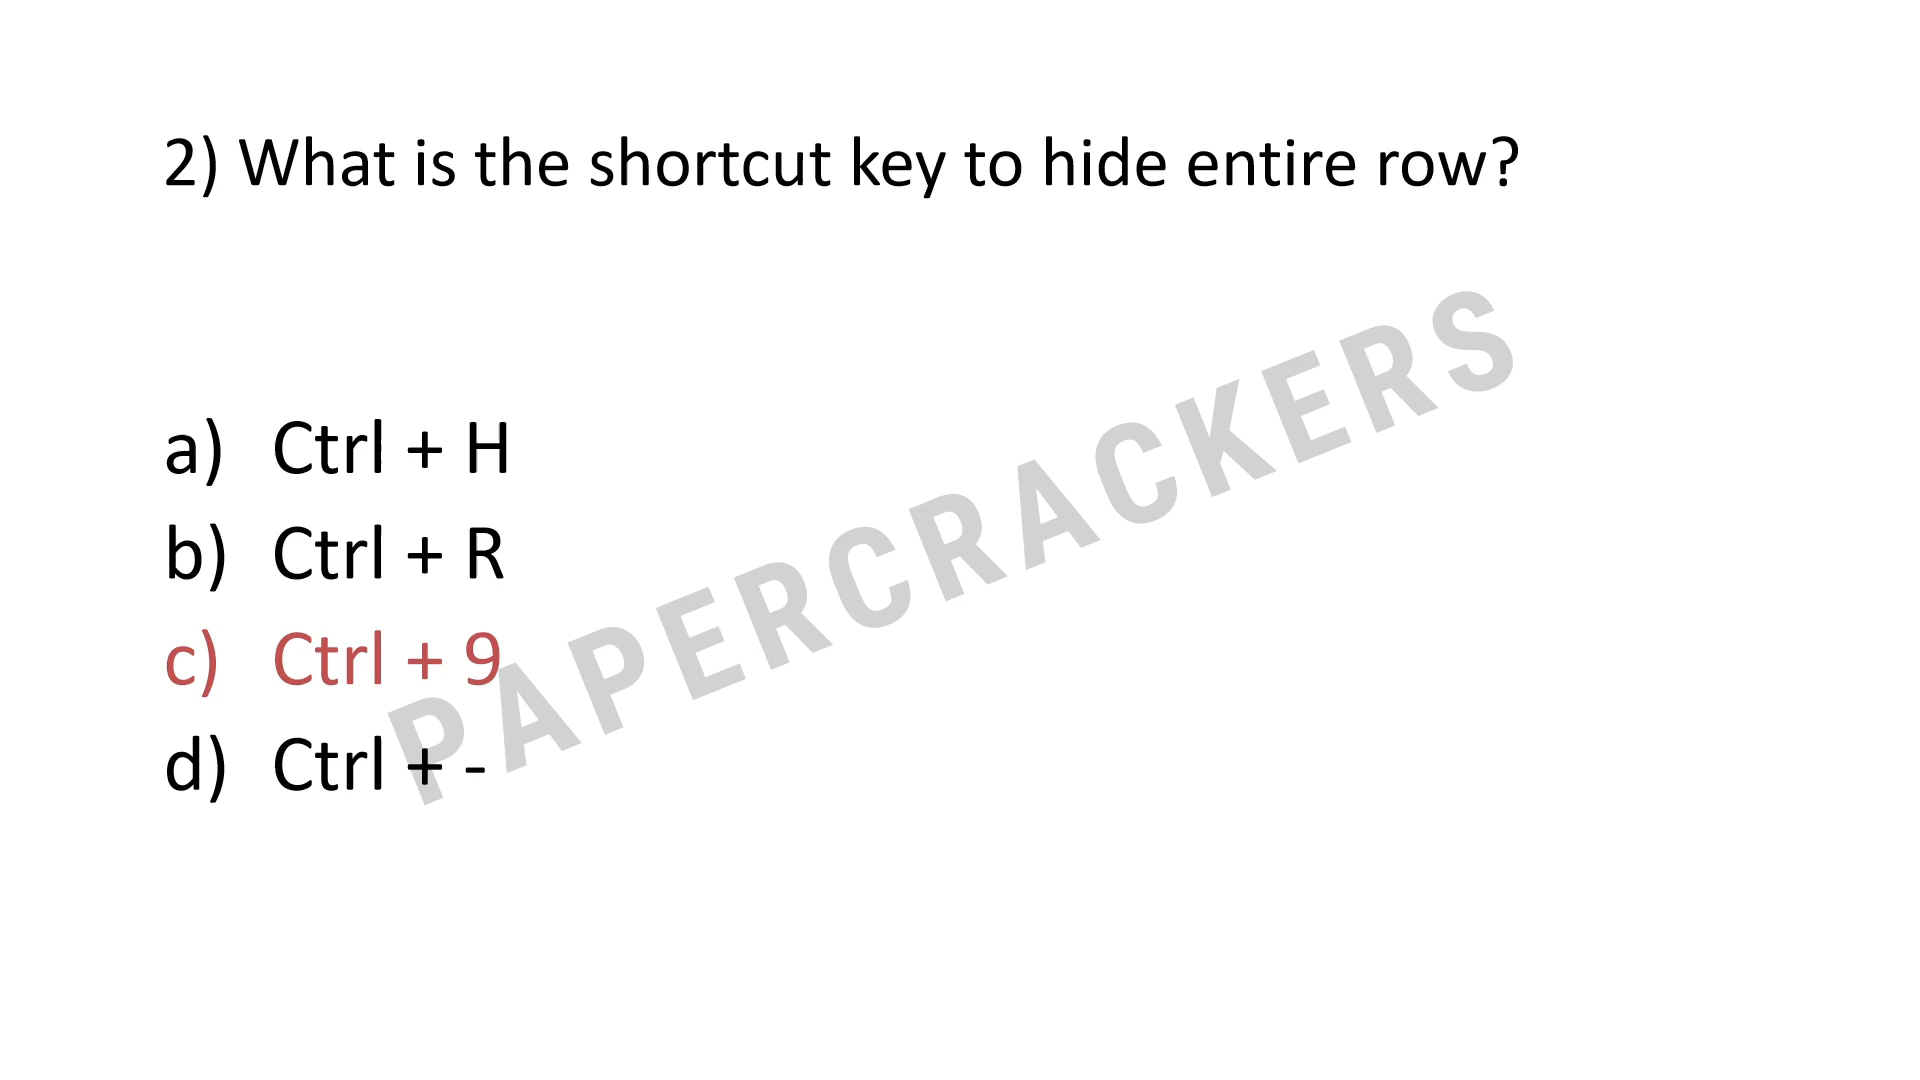 2) What is the shortcut key to hide entire row?
a) Ctrl + H
b) Ctrl + R
c) Ctrl + 9
d) Ctrl + -
PAPERCRACKERS